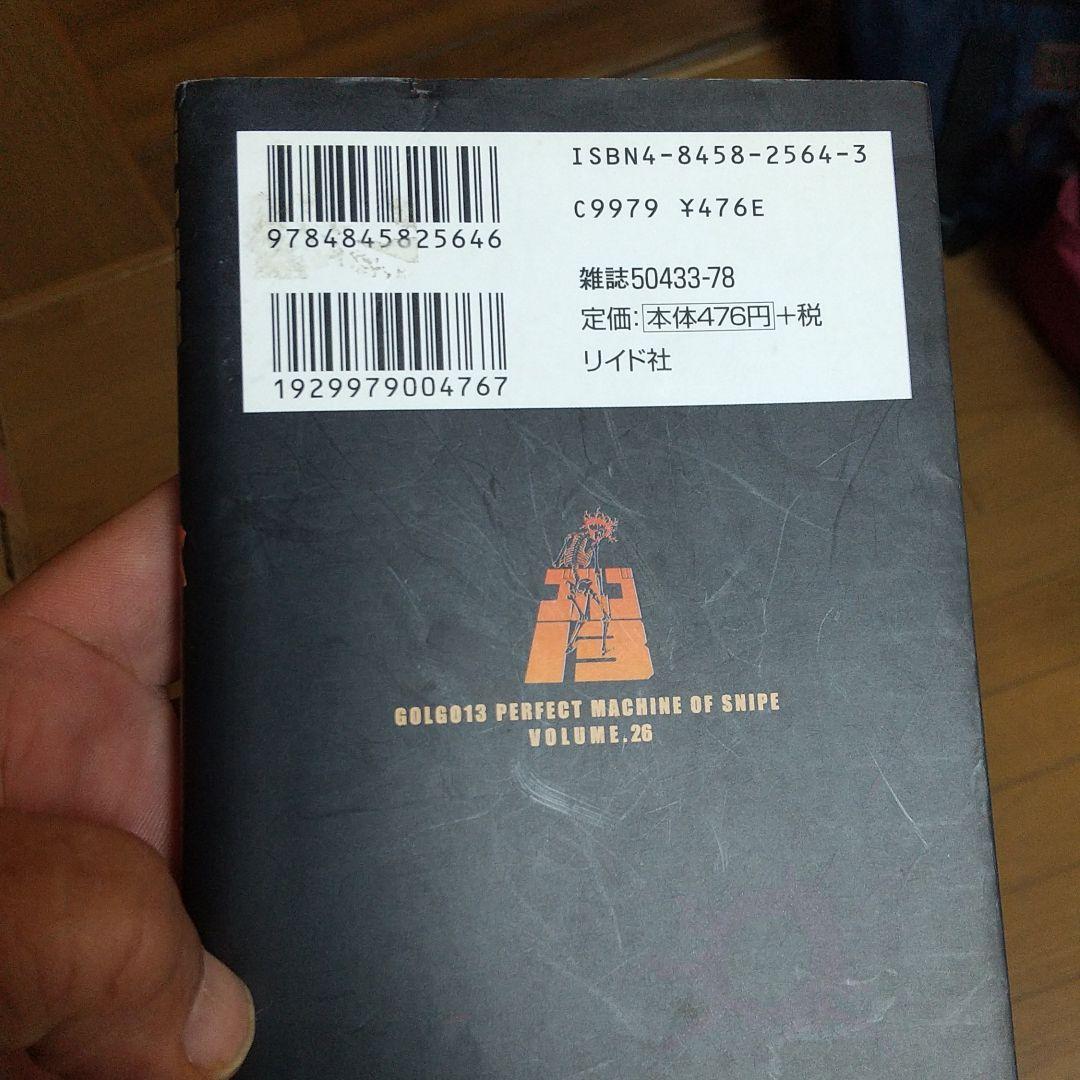 9784845825646
1929979004767
ISBN4-8458-2564-3
C9979 ¥476E
雑誌50433-78
定価:本体476円+税
リイド社
ゴルゴ
13
GOLGO13 PERFECT MACHINE OF SNIPE
VOLUME.26